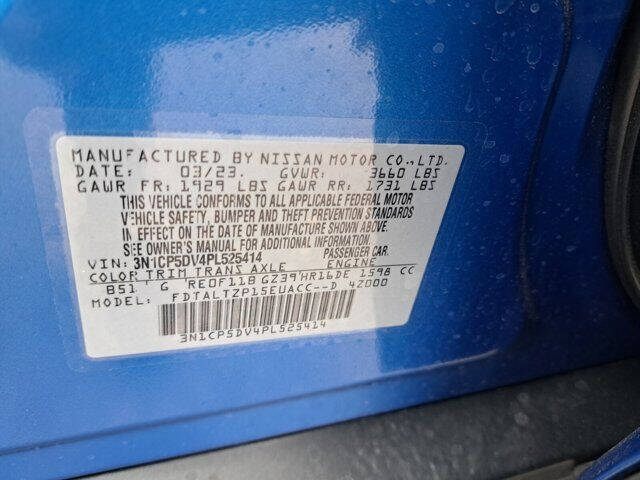 MANUFACTURED BY NISSAN MOTOR CO.,LTD.
DATE: 03/23. GVWR: 3660 LBS
GAWR FR: 1929 LBS GAWR RR: 1731 LBS
THIS VEHICLE CONFORMS TO ALL APPLICABLE FEDERAL MOTOR
VEHICLE SAFETY, BUMPER AND THEFT PREVENTION STANDARDS
IN EFFECT ON THE DATE OF MANUFACTURE SHOWN ABOVE.
SEE OWNER'S MANUAL FOR ADDITIONAL INFORMATION.
VIN: 3N1CP5DV4PL525414 PASSENGER CAR.
COLOR TRIM TRANS AXLE ENGINE
B51 G RE0F11B GZ39 HR16DE 1598 CC
MODEL: FDTALTZP15EUACC--D 42000
3N1CP5DV4PL525414